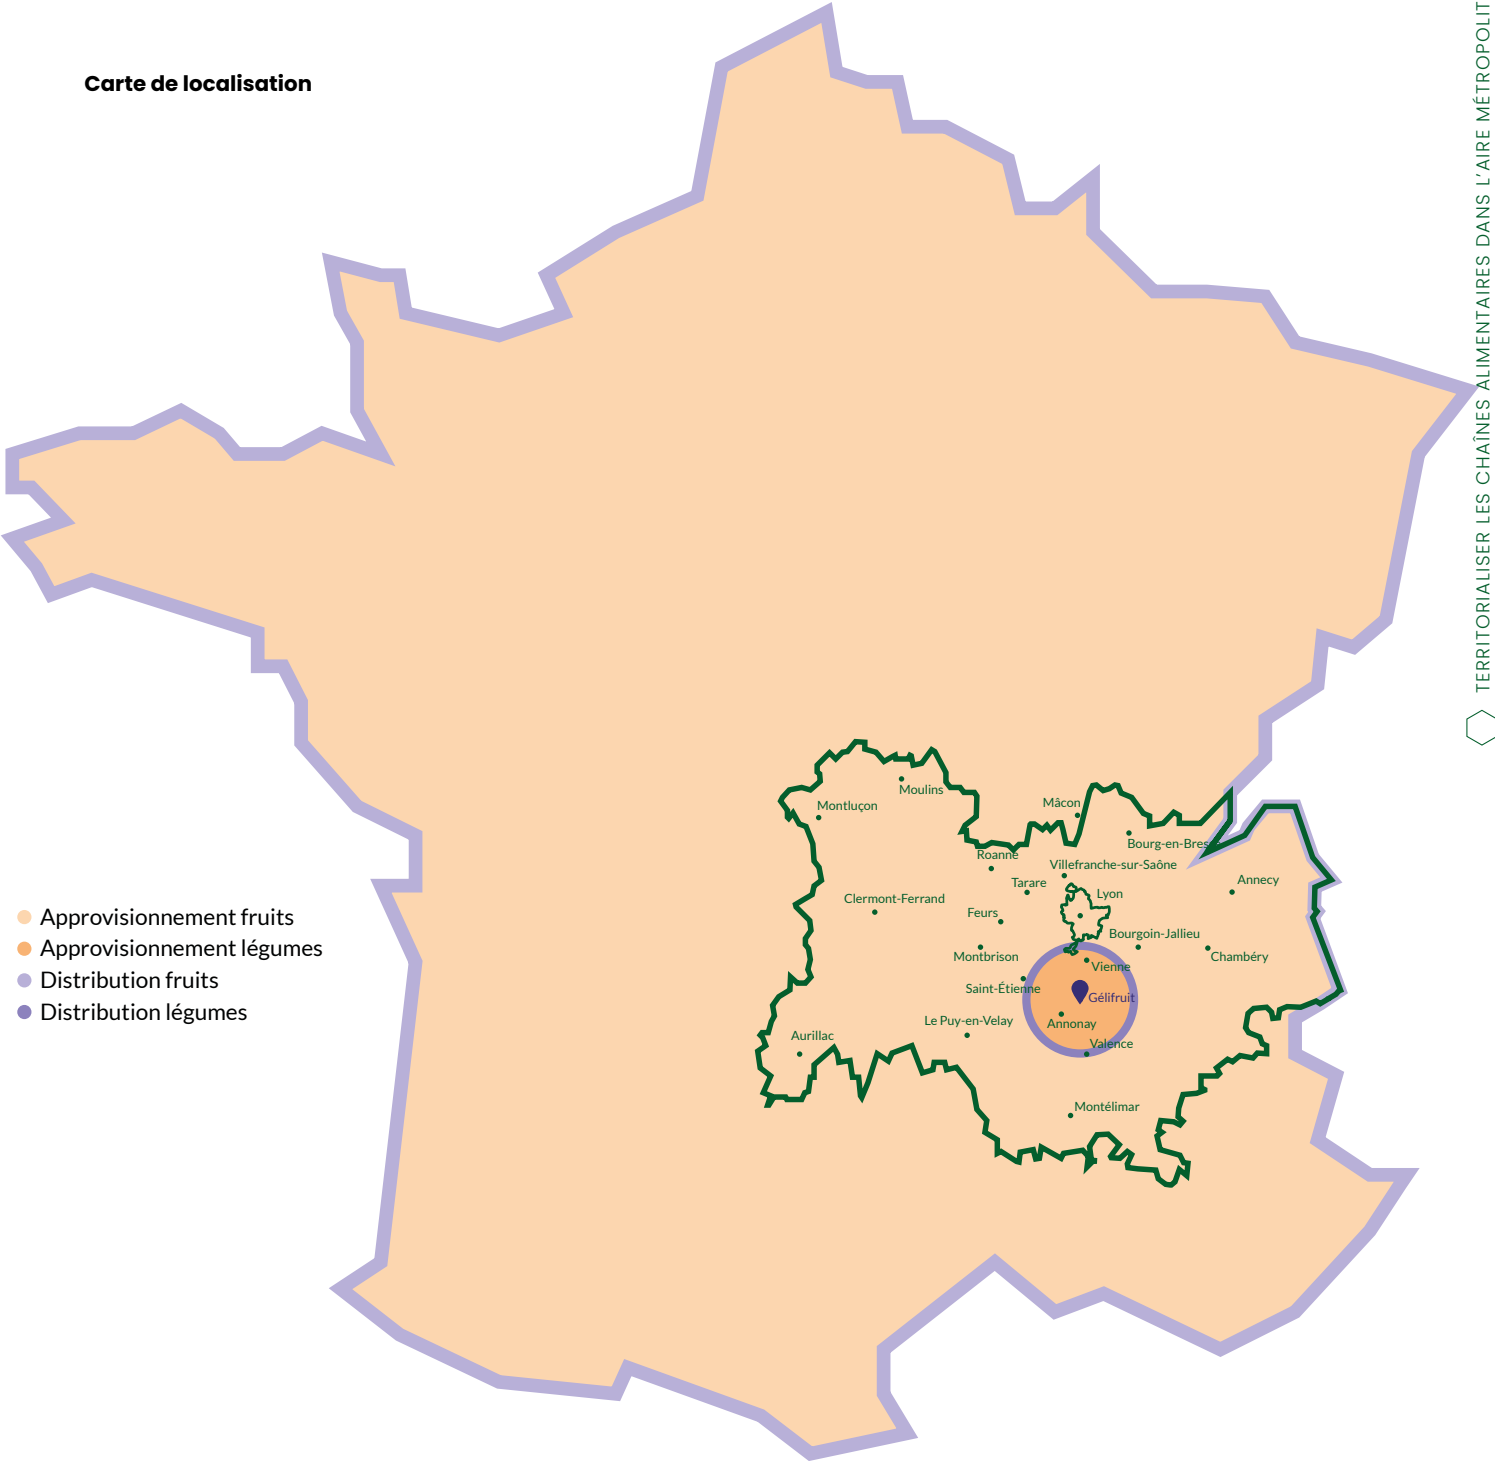 Carte de localisation
TERRITORIALISER LES CHAÎNES ALIMENTAIRES DANS L’AIRE MÉTROPOLIT
Moulins
Montluçon
Mâcon
Bourg-en-Bres
Roanne
Villefranche-sur-Saône
Tarare
Annecy
Clermont-Ferrand
Lyon
Feurs
Bourgoin-Jallieu
Montbrison
Chambéry
Vienne
Saint-Étienne
Gélifruit
Le Puy-en-Velay
Annonay
Aurillac
Valence
Montélimar
Approvisionnement fruits
Approvisionnement légumes
Distribution fruits
Distribution légumes